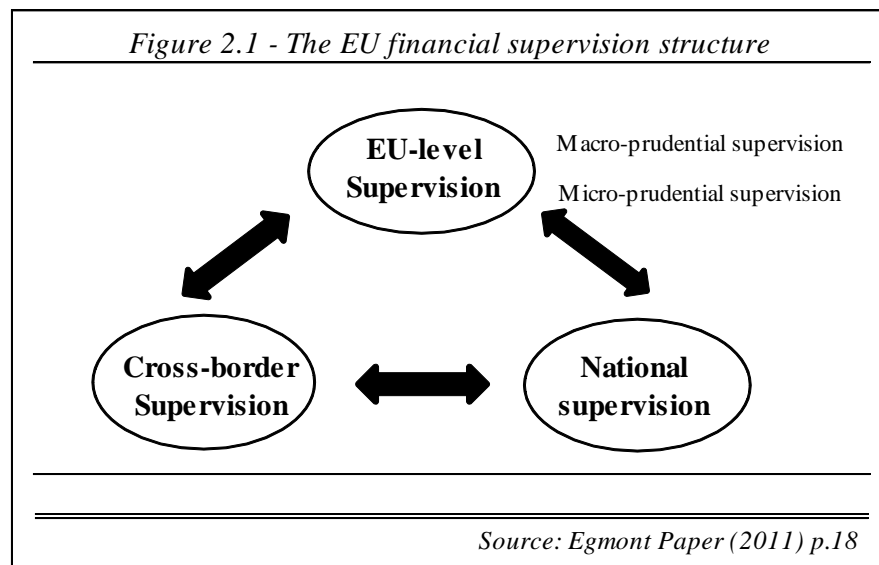 Figure 2.1 - The EU financial supervision structure
EU-level
Supervision
Macro-prudential supervision
Micro-prudential supervision
Cross-border
Supervision
National
supervision
Source: Egmont Paper (2011) p.18